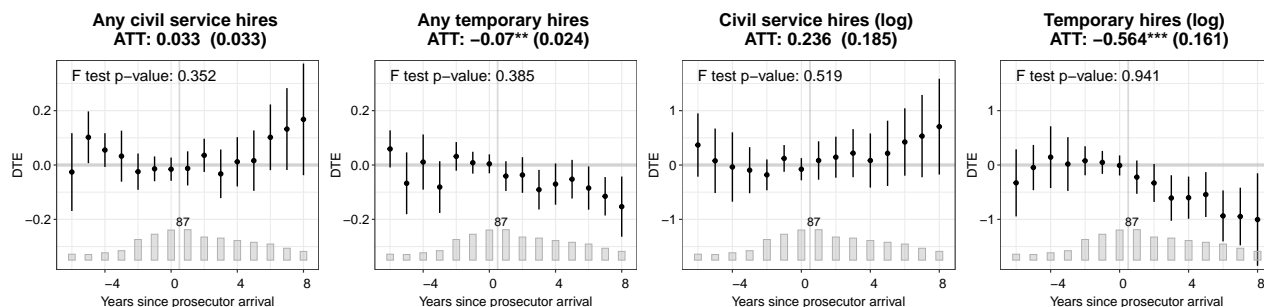 Any civil service hires
ATT: 0.033 (0.033)
F test p−value: 0.352
DTE
0.2
0.0
−0.2
87
−4 0 4 8
Years since prosecutor arrival
Any temporary hires
ATT: −0.07** (0.024)
F test p−value: 0.385
DTE
0.2
0.0
−0.2
87
−4 0 4 8
Years since prosecutor arrival
Civil service hires (log)
ATT: 0.236 (0.185)
F test p−value: 0.519
DTE
1
0
−1
87
−4 0 4 8
Years since prosecutor arrival
Temporary hires (log)
ATT: −0.564*** (0.161)
F test p−value: 0.941
DTE
1
0
−1
87
−4 0 4 8
Years since prosecutor arrival